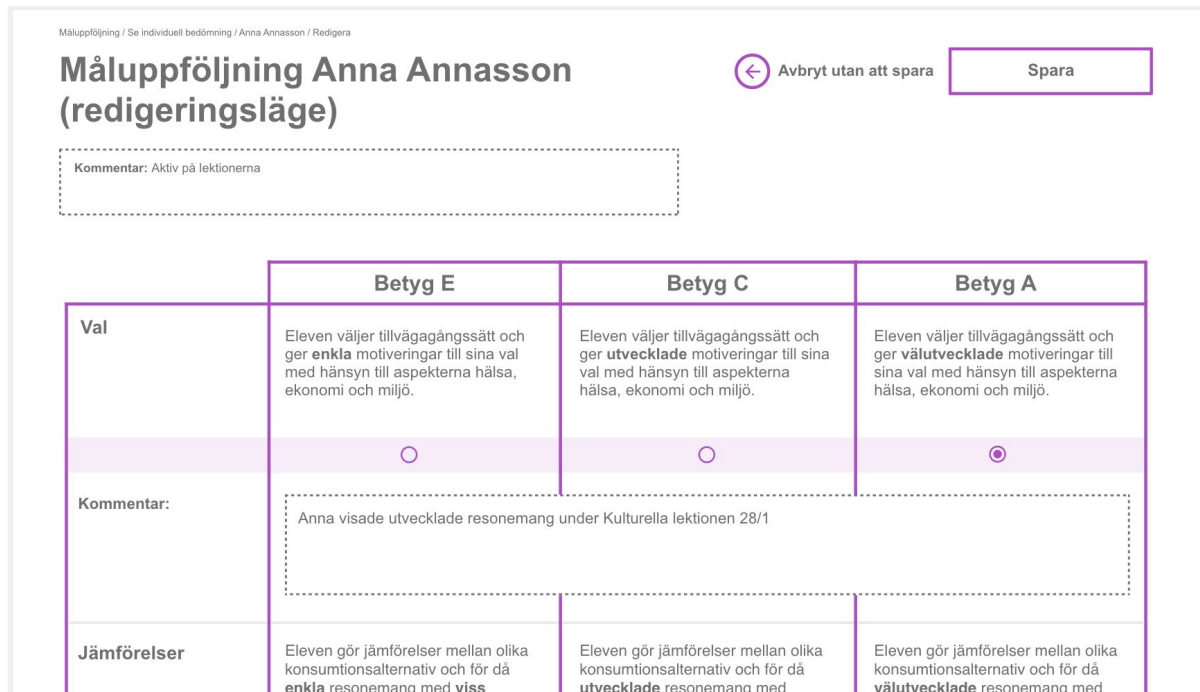 Måluppföljning / Se individuell bedömning / Anna Annasson / Redigera
Måluppföljning Anna Annasson
(redigeringsläge)
Avbryt utan att spara
Spara
Kommentar: Aktiv på lektionerna
Betyg E
Betyg C
Betyg A
Val
Eleven väljer tillvägagångssätt och
ger enkla motiveringar till sina val
med hänsyn till aspekterna hälsa,
ekonomi och miljö.
Eleven väljer tillvägagångssätt och
ger utvecklade motiveringar till sina
val med hänsyn till aspekterna
hälsa, ekonomi och miljö.
Eleven väljer tillvägagångssätt och
ger välutvecklade motiveringar till
sina val med hänsyn till aspekterna
hälsa, ekonomi och miljö.
Kommentar:
Anna visade utvecklade resonemang under Kulturella lektionen 28/1
Jämförelser
Eleven gör jämförelser mellan olika
konsumtionsalternativ och för då
enkla resonemang med viss
Eleven gör jämförelser mellan olika
konsumtionsalternativ och för då
utvecklade resonemang med
Eleven gör jämförelser mellan olika
konsumtionsalternativ och för då
välutvecklade resonemang med